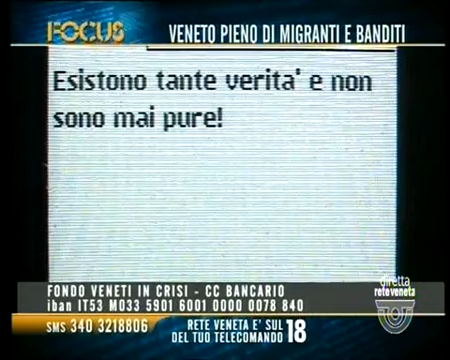 FOCUS
VENETO PIENO DI MIGRANTI E BANDITI
Esistono tante verita' e non
sono mai pure!
diretta
reteveneta
FONDO VENETI IN CRISI - CC BANCARIO
iban IT53 M033 5901 6001 0000 0078 840
SMS 340 3218806
RETE VENETA E' SUL
DEL TUO TELECOMANDO 18